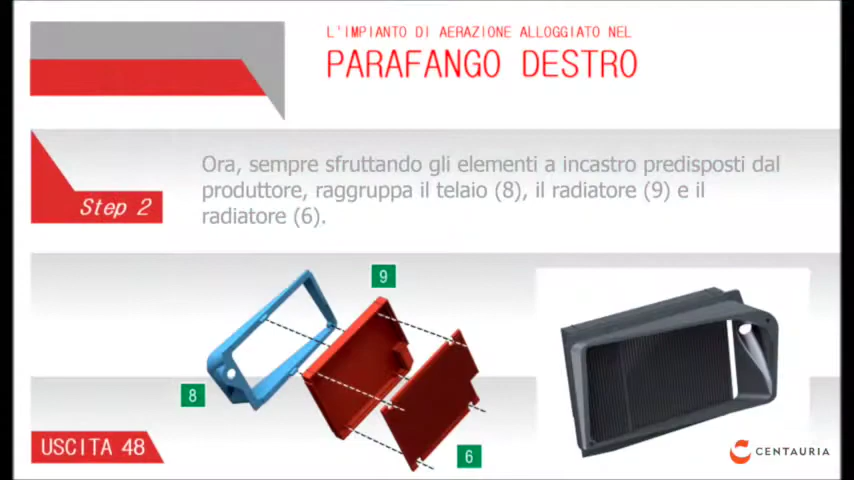 L'IMPIANTO DI AERAZIONE ALLOGGIATO NEL
PARAFANGO DESTRO
Ora, sempre sfruttando gli elementi a incastro predisposti dal
produttore, raggruppa il telaio (8), il radiatore (9) e il
radiatore (6).
Step 2
9
8
6
USCITA 48
CENTAURIA